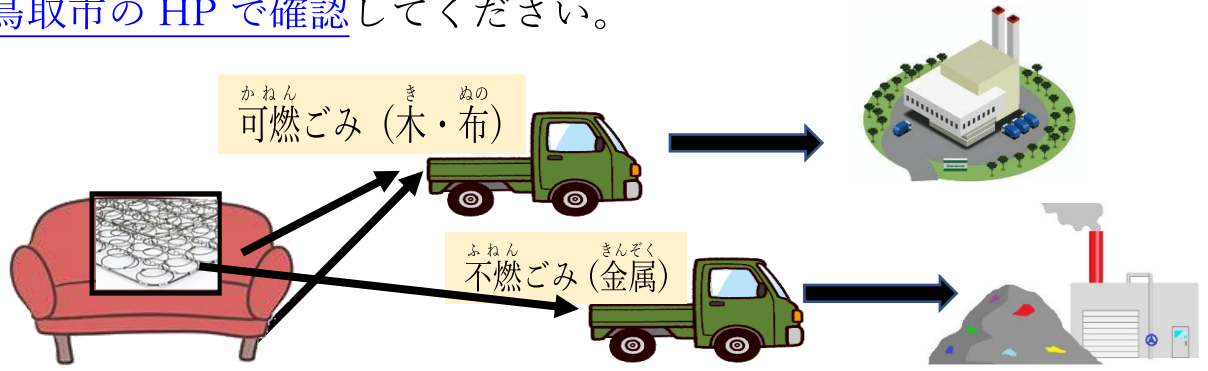 鳥取市の HP で確認してください。
かねん き ぬの
可燃ごみ（木・布）
ふねん きんぞく
不燃ごみ（金属）